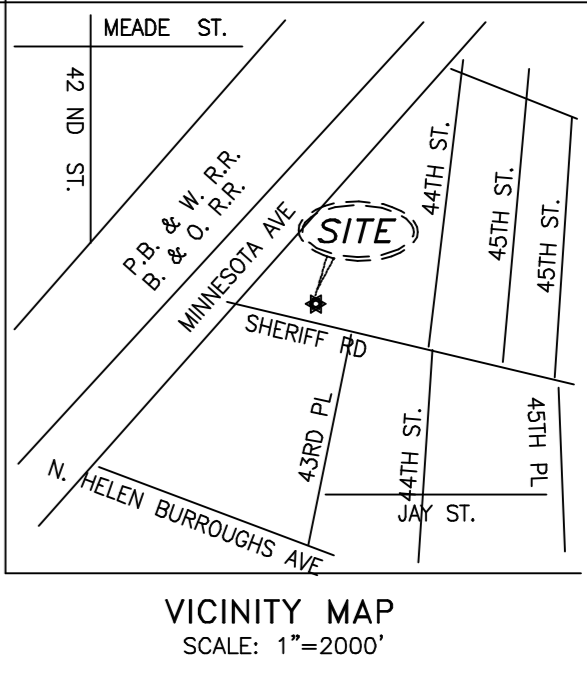 MEADE ST.
42 ND ST.
P.B. & W. R.R.
B. & O. R.R.
MINNESOTA AVE
SITE
44TH ST.
45TH ST.
45TH ST.
SHERIFF RD
43RD PL
44TH ST.
45TH PL
JAY ST.
N. HELEN BURROUGHS AVE
VICINITY MAP
SCALE: 1"=2000'